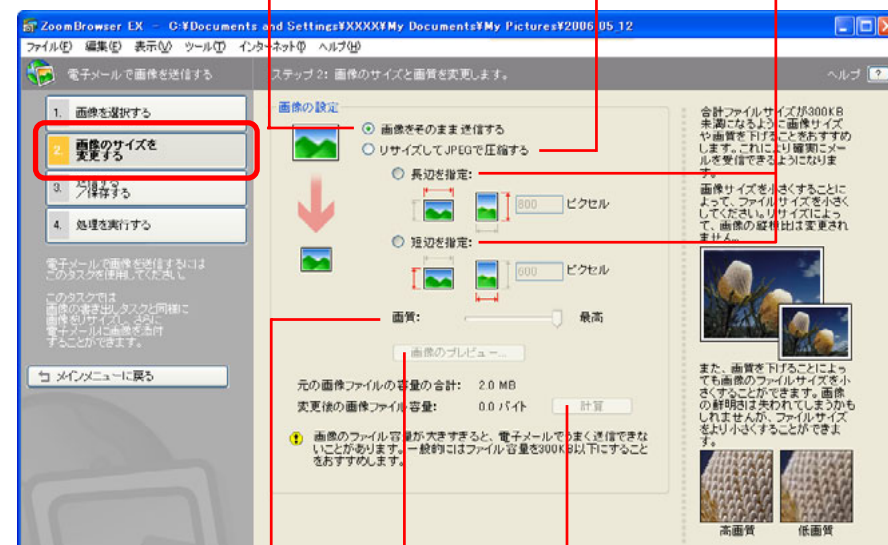 ZoomBrowser EX - C:¥Documents and Settings¥XXXX¥My Documents¥My Pictures¥2006_05_12
ファイル(F) 編集(E) 表示(V) ツール(T) インターネット(I) ヘルプ(H)
電子メールで画像を送信する
ステップ2: 画像のサイズと画質を変更します。
ヘルプ ?
1. 画像を選択する
2. 画像のサイズを
変更する
3.
/保存する
4. 処理を実行する
電子メールで画像を送信するには
このタスクを使用してください。
このタスクでは
画像の書き出しタスクと同様に
画像をリサイズし、さらに
電子メールに画像を添付
することができます。
メインメニューに戻る
画像の設定
画像をそのまま送信する
リサイズしてJPEGで圧縮する
長辺を指定:
800 ピクセル
短辺を指定:
600 ピクセル
画質: 最高
画像のプレビュー...
元の画像ファイルの容量の合計: 2.0 MB
変更後の画像ファイル容量: 0.0 バイト 計算
画像のファイル容量が大きすぎると、電子メールでうまく送信できな
いことがあります。一般的にはファイル容量を300KB以下にすること
をおすすめします。
合計ファイルサイズが300KB
未満になるように画像サイズ
や画質を下げることをおすすめ
します。これにより確実にメー
ルを受信できるようになりま
す。
画像サイズを小さくすることに
よって、ファイルサイズを小さく
してください。リサイズによっ
て、画像の縦横比は変更され
ません。
また、画質を下げることによっ
ても画像のファイルサイズを小
さくすることができます。画像
の鮮明さは失われてしまうかも
しれませんが、ファイルサイズ
をより小さくすることができま
す。
高画質 低画質